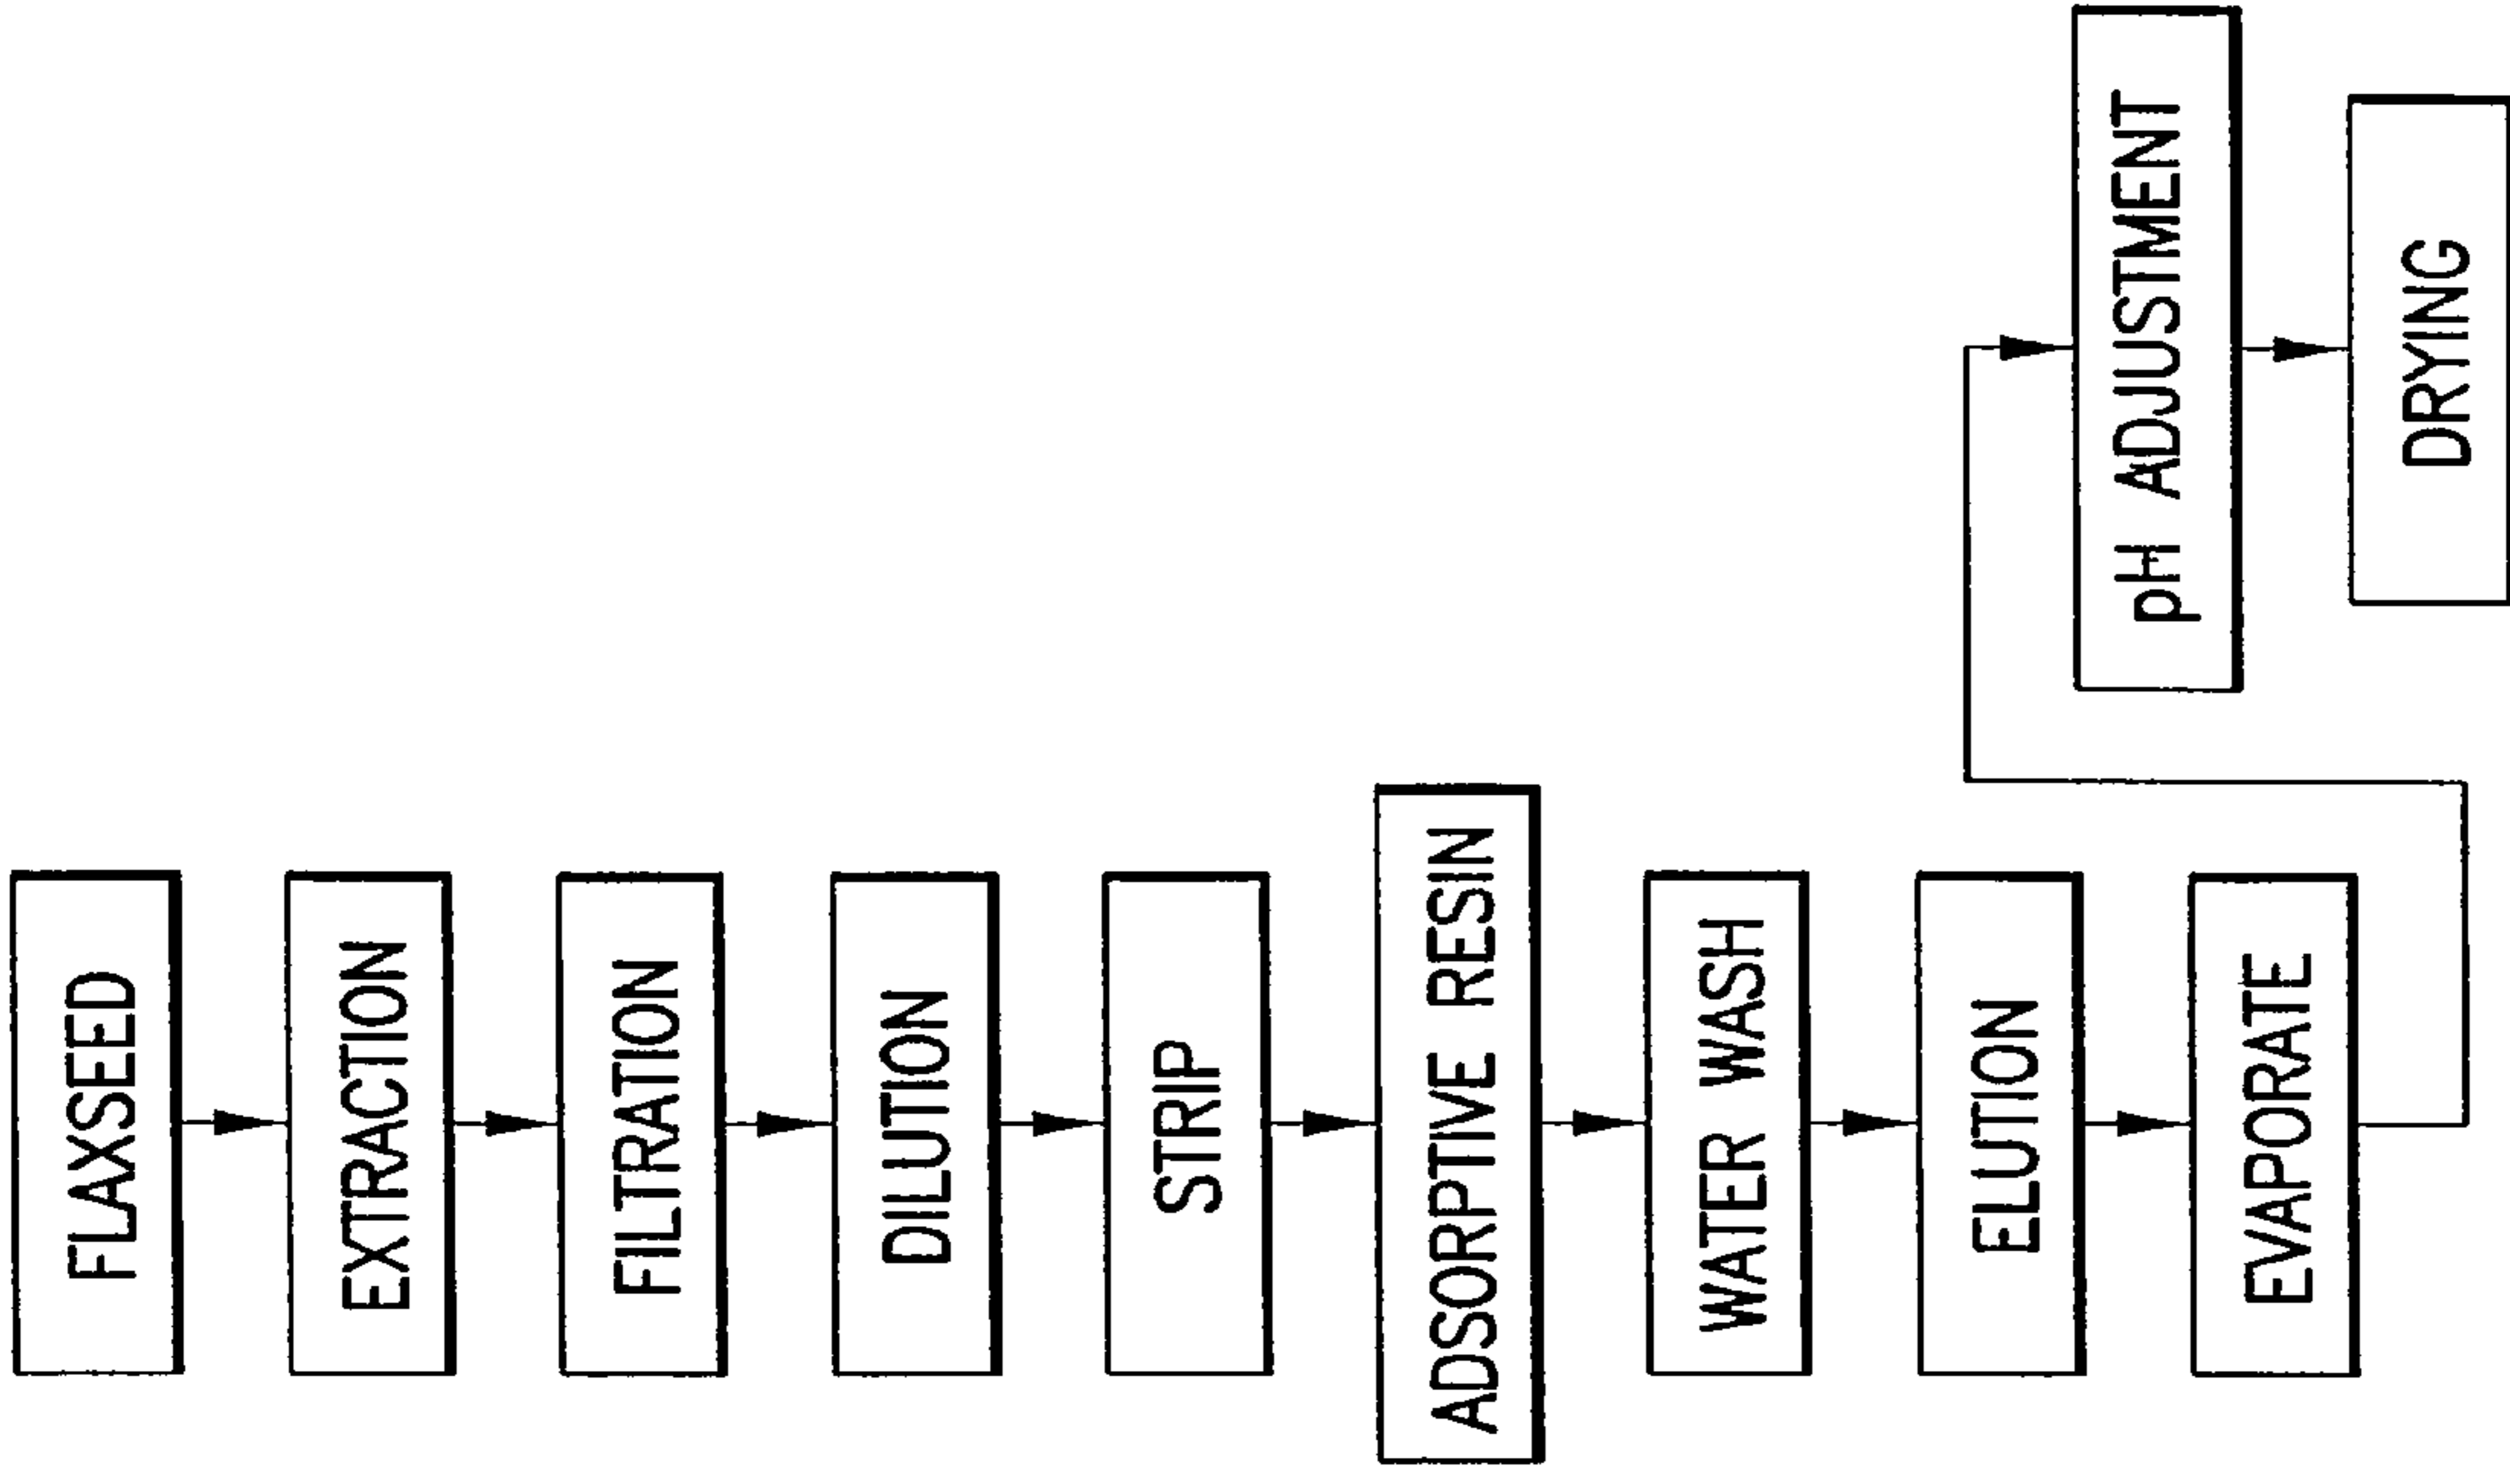 FLAXSEED
EXTRACTION
FILTRATION
DILUTION
STRIP
ADSORPTIVE RESIN
WATER WASH
ELUTION
EVAPORATE
pH ADJUSTMENT
DRYING